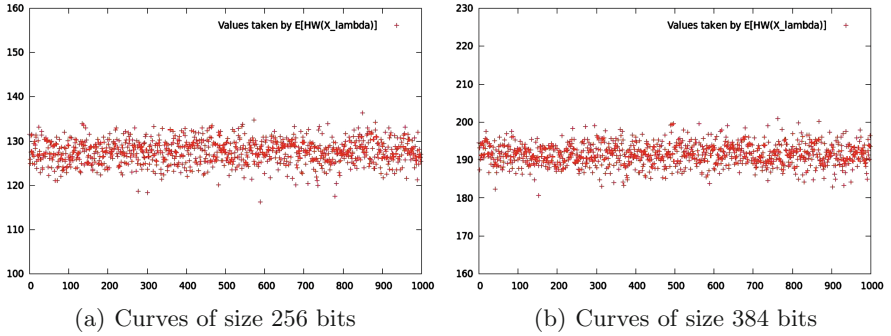 160
150
140
130
120
110
100
0 100 200 300 400 500 600 700 800 900 1000
Values taken by E[HW(X_lambda)]
(a) Curves of size 256 bits
230
220
210
200
190
180
170
160
0 100 200 300 400 500 600 700 800 900 1000
Values taken by E[HW(X_lambda)]
(b) Curves of size 384 bits